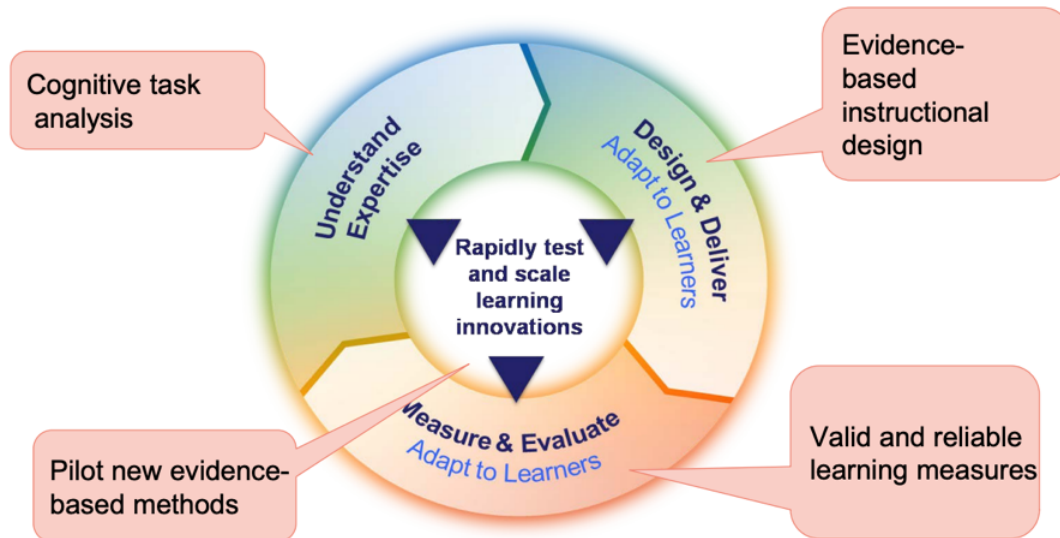 Cognitive task
analysis
Evidence-
based
instructional
design
Understand
Expertise
Design & Deliver
Adapt to Learners
Rapidly test
and scale
learning
innovations
Measure & Evaluate
Adapt to Learners
Pilot new evidence-
based methods
Valid and reliable
learning measures